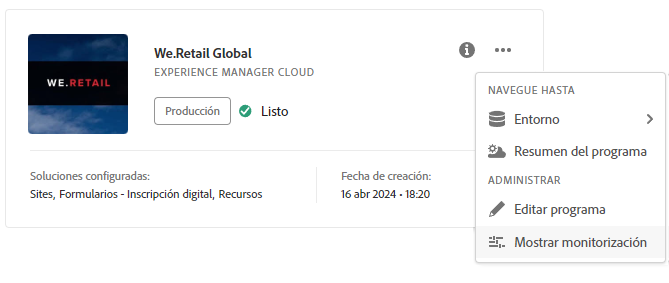 WE.RETAIL
We.Retail Global
EXPERIENCE MANAGER CLOUD
Producción
Listo
Soluciones configuradas:
Sites, Formularios - Inscripción digital, Recursos
Fecha de creación:
16 abr 2024 • 18:20
NAVEGUE HASTA
Entorno
Resumen del programa
ADMINISTRAR
Editar programa
Mostrar monitorización